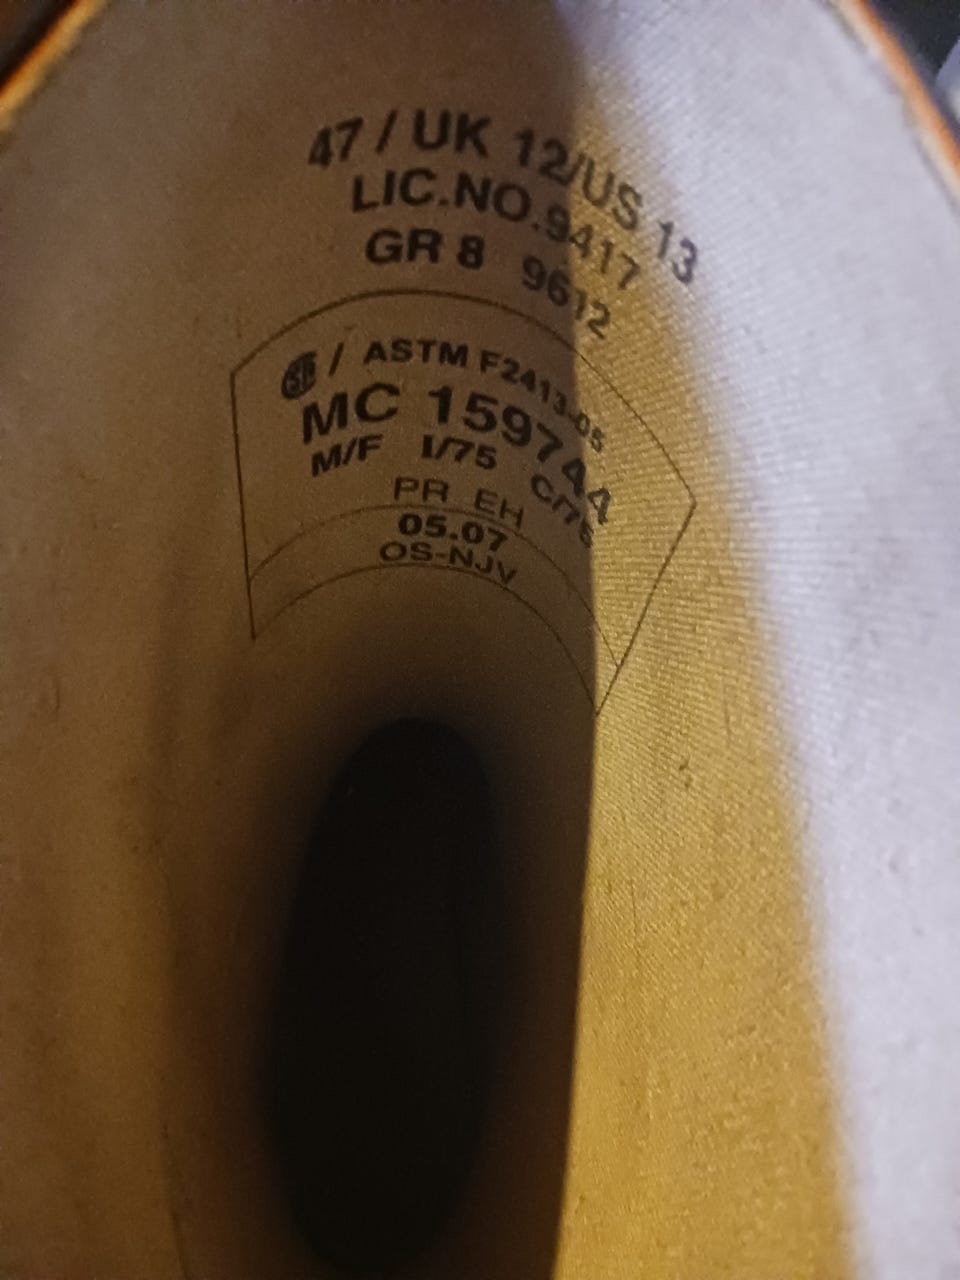 47 / UK 12/US 13
LIC.NO.9417
GR 8 9612
/ ASTM F2413-05
MC 159744
M/F I/75 C/75
PR EH
05.07
OS-NJV